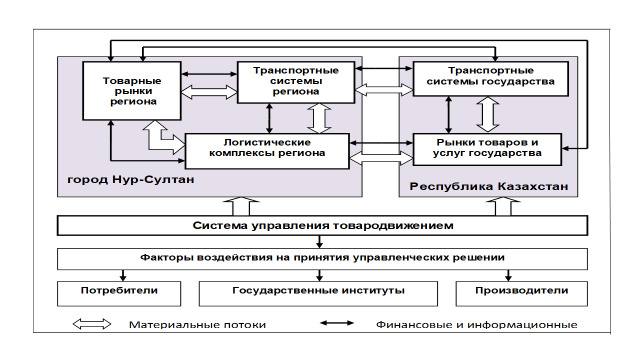 Товарные
рынки
региона
Транспортные
системы
региона
Транспортные
системы государства
Логистические
комплексы региона
Рынки товаров и
услуг государства
город Нур-Султан
Республика Казахстан
Система управления товародвижением
Факторы воздействия на принятия управленческих решении
Потребители
Государственные институты
Производители
Материальные потоки
Финансовые и информационные